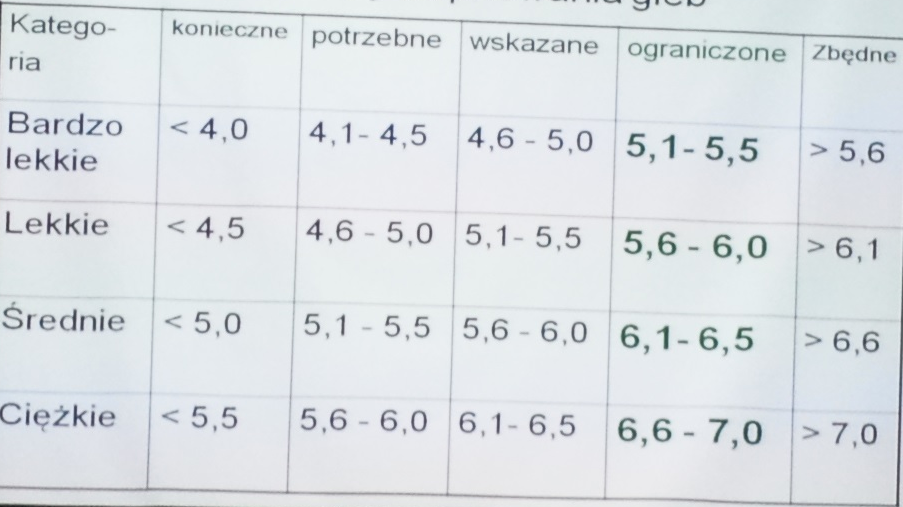 gleb
Katego-
ria konieczne potrzebne wskazane ograniczone Zbędne
Bardzo
lekkie < 4,0 4,1- 4,5 4,6 - 5,0 5,1- 5,5 > 5,6
Lekkie < 4,5 4,6 - 5,0 5,1- 5,5 5,6 - 6,0 > 6,1
Średnie < 5,0 5,1 - 5,5 5,6 - 6,0 6,1- 6,5 > 6,6
Ciężkie < 5,5 5,6 - 6,0 6,1- 6,5 6,6 - 7,0 > 7,0